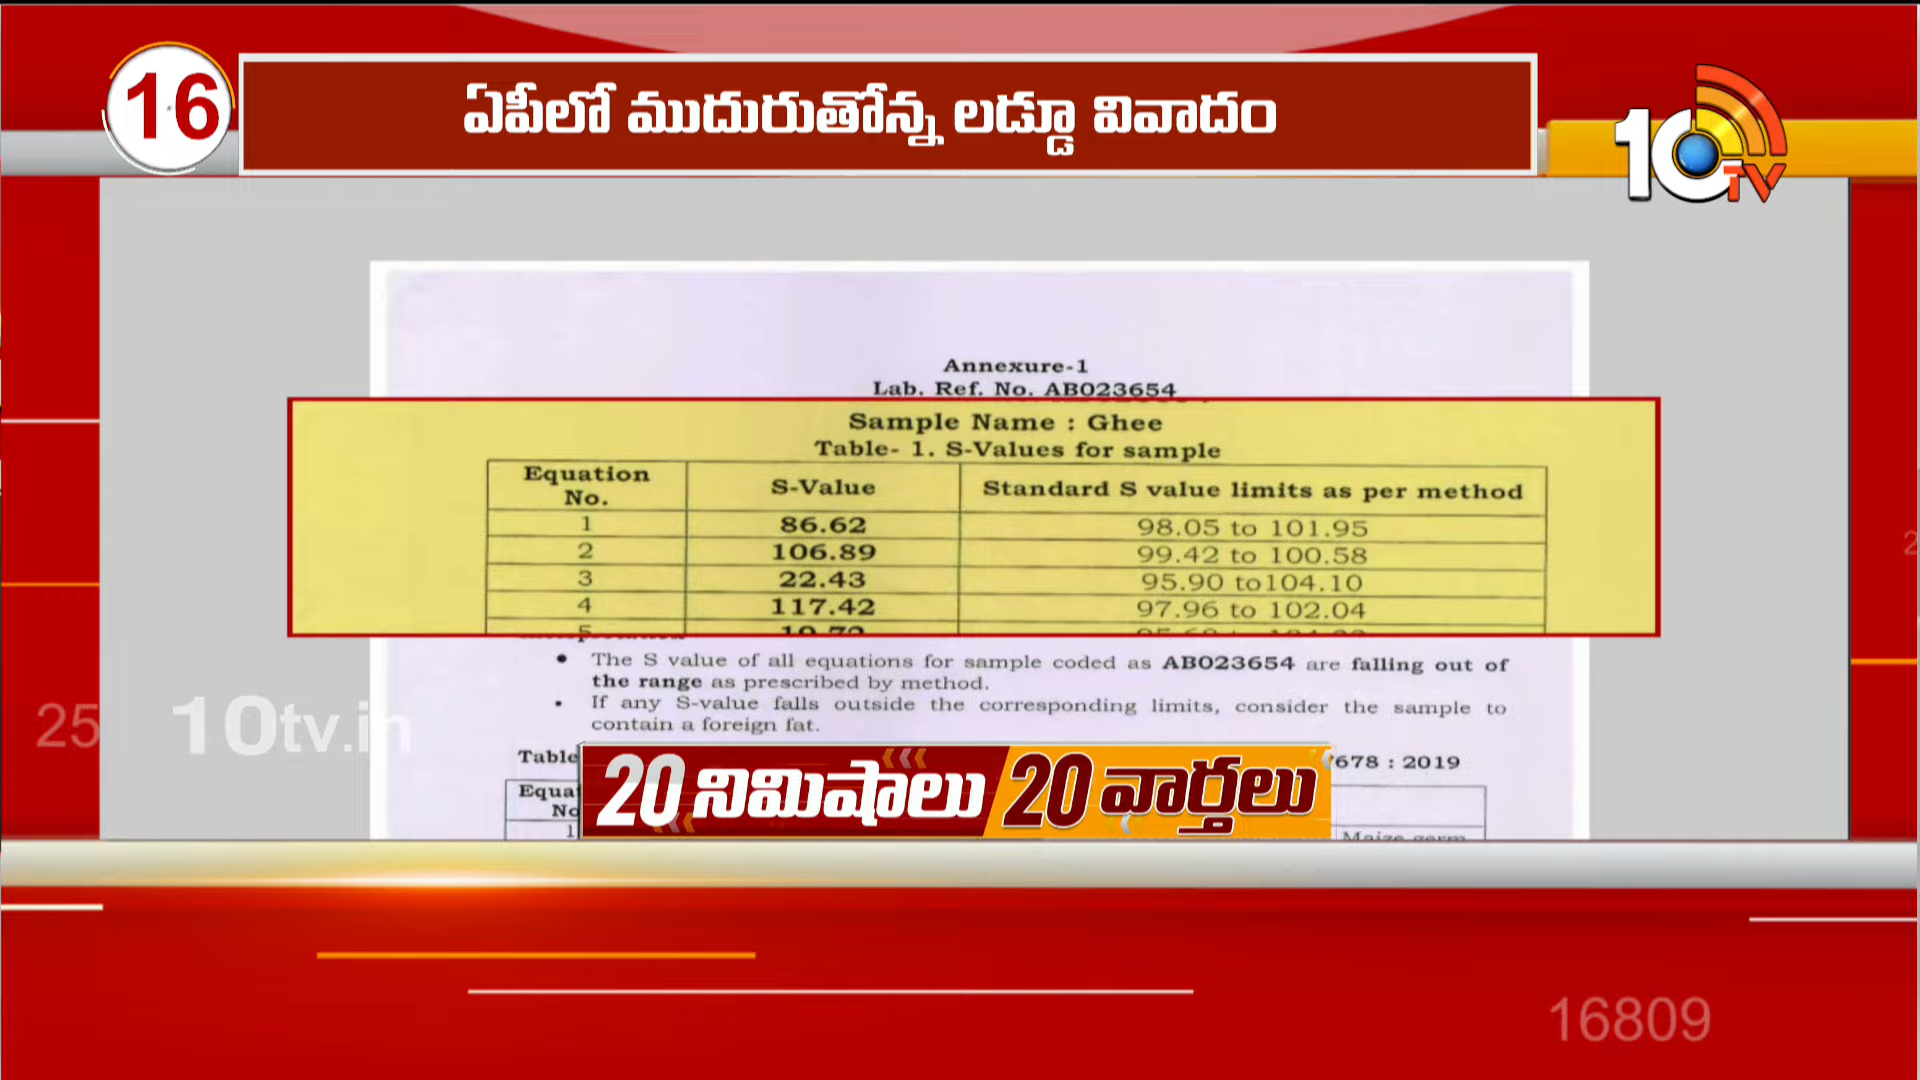 16
ఏపీలో ముదురుతోన్న లడ్డూ వివాదం
10TV
Annexure-1
Lab. Ref. No. AB023654
Sample Name : Ghee
Table- 1. S-Values for sample
Equation No. S-Value Standard S value limits as per method
1 86.62 98.05 to 101.95
2 106.89 99.42 to 100.58
3 22.43 95.90 to104.10
4 117.42 97.96 to 102.04
• The S value of all equations for sample coded as AB023654 are falling out of
the range as prescribed by method.
• If any S-value falls outside the corresponding limits, consider the sample to
contain a foreign fat.
25
10tv.in
Table 678 : 2019
20 నిమిషాలు 20 వార్తలు
16809